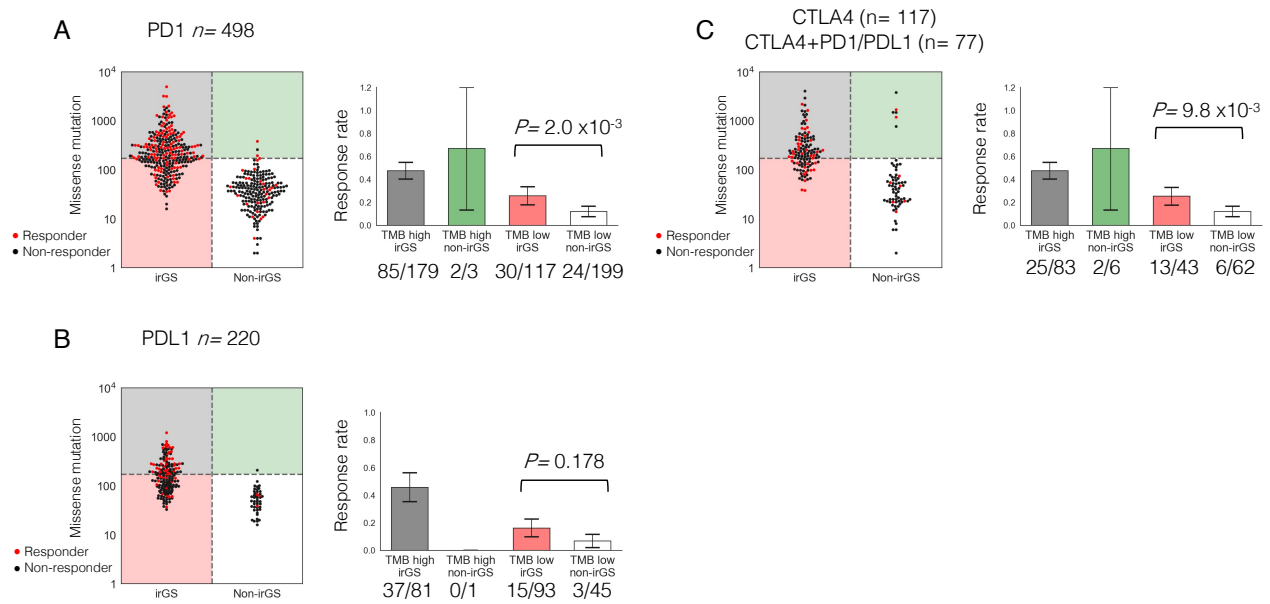 A
PD1 n= 498
Missense mutation
10⁴
1000
100
10
1
irGS
Non-irGS
Responder
Non-responder
Response rate
1.2
1.0
0.8
0.6
0.4
0.2
0.0
P= 2.0 x10⁻³
TMB high irGS
TMB high non-irGS
TMB low irGS
TMB low non-irGS
85/179 2/3 30/117 24/199
B
PDL1 n= 220
Missense mutation
10⁴
1000
100
10
1
irGS
Non-irGS
Responder
Non-responder
Response rate
1.0
0.8
0.6
0.4
0.2
0.0
P= 0.178
TMB high irGS
TMB high non-irGS
TMB low irGS
TMB low non-irGS
37/81 0/1 15/93 3/45
C
CTLA4 (n= 117)
CTLA4+PD1/PDL1 (n= 77)
Missense mutation
10⁴
1000
100
10
1
irGS
Non-irGS
Responder
Non-responder
Response rate
1.2
1.0
0.8
0.6
0.4
0.2
0.0
P= 9.8 x10⁻³
TMB high irGS
TMB high non-irGS
TMB low irGS
TMB low non-irGS
25/83 2/6 13/43 6/62